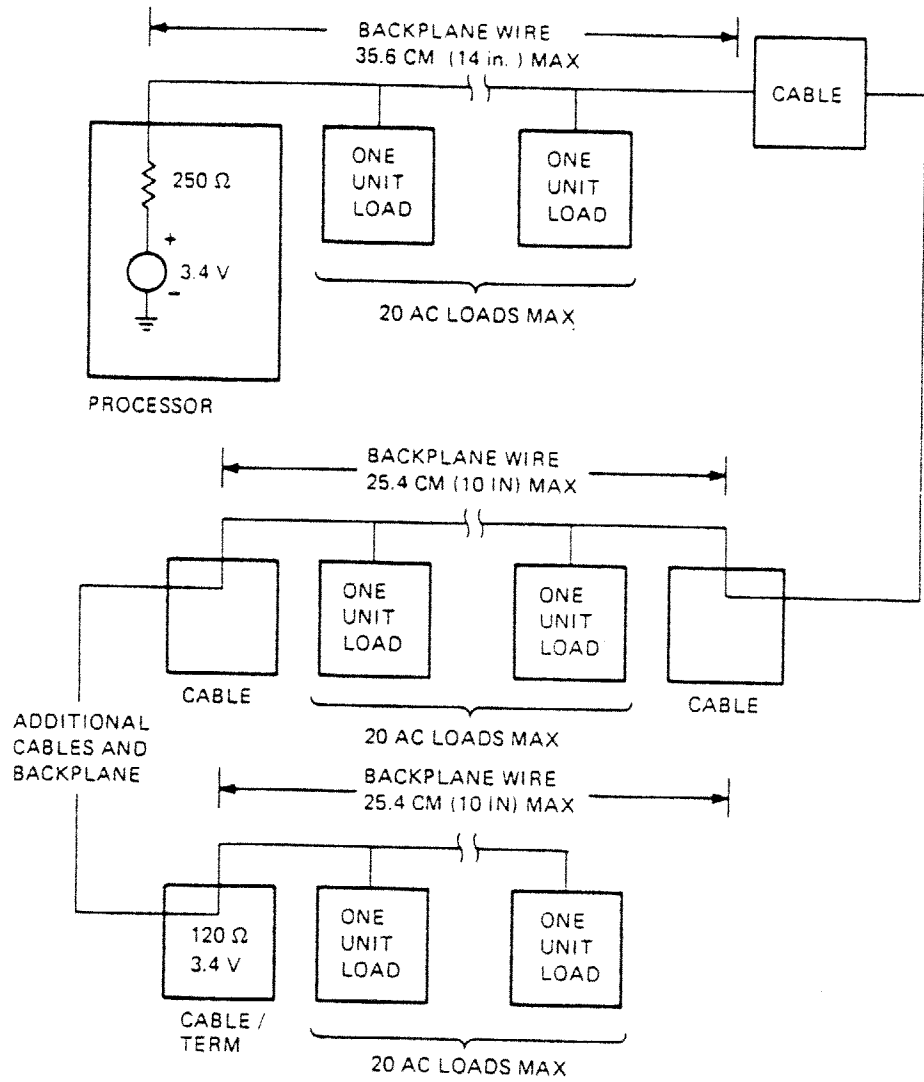 BACKPLANE WIRE
35.6 CM (14 in.) MAX
CABLE
250 Ω
+
3.4 V
−
ONE
UNIT
LOAD
ONE
UNIT
LOAD
20 AC LOADS MAX
PROCESSOR
BACKPLANE WIRE
25.4 CM (10 IN) MAX
ONE
UNIT
LOAD
ONE
UNIT
LOAD
CABLE
CABLE
20 AC LOADS MAX
ADDITIONAL
CABLES AND
BACKPLANE
BACKPLANE WIRE
25.4 CM (10 IN) MAX
120 Ω
3.4 V
ONE
UNIT
LOAD
ONE
UNIT
LOAD
CABLE /
TERM
20 AC LOADS MAX